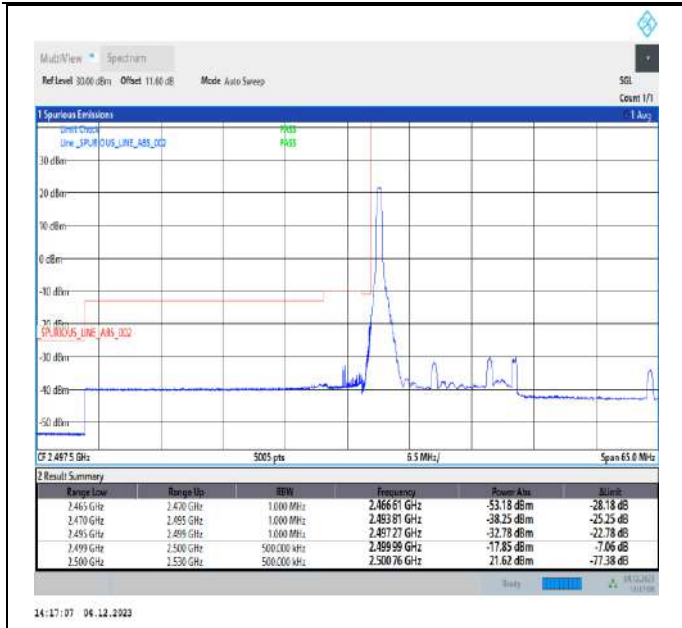 MultiView Spectrum
Ref Level 30.00 dBm Offset 11.60 dB Mode Auto Sweep SGL
Count 1/1
1 Spurious Emissions 1 Avg
Limit Check PASS
Line _SPURIOUS_LINE_ABS_002 PASS
30 dBm
20 dBm
10 dBm
0 dBm
-10 dBm
-20 dBm
_SPURIOUS_LINE_ABS_002
-30 dBm
-40 dBm
-50 dBm
CF 2.4975 GHz 5005 pts 6.5 MHz/ Span 65.0 MHz
2 Result Summary
Range Low Range Up RBW Frequency Power Abs ΔLimit
2.465 GHz 2.470 GHz 1.000 MHz 2.46661 GHz -53.18 dBm -28.18 dB
2.470 GHz 2.495 GHz 1.000 MHz 2.49381 GHz -38.25 dBm -25.25 dB
2.495 GHz 2.499 GHz 1.000 MHz 2.49727 GHz -32.78 dBm -22.78 dB
2.499 GHz 2.500 GHz 500.000 kHz 2.49999 GHz -17.85 dBm -7.06 dB
2.500 GHz 2.530 GHz 500.000 kHz 2.50076 GHz 21.62 dBm -77.38 dB
Ready
14:17:07 04.12.2023